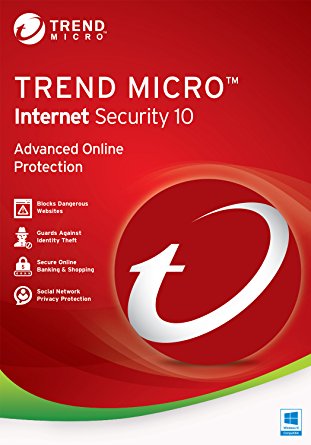 TREND
MICRO™
TREND MICRO™
Internet Security 10
Advanced Online
Protection
Blocks Dangerous
Websites
Guards Against
Identity Theft
Secure Online
Banking & Shopping
Social Network
Privacy Protection